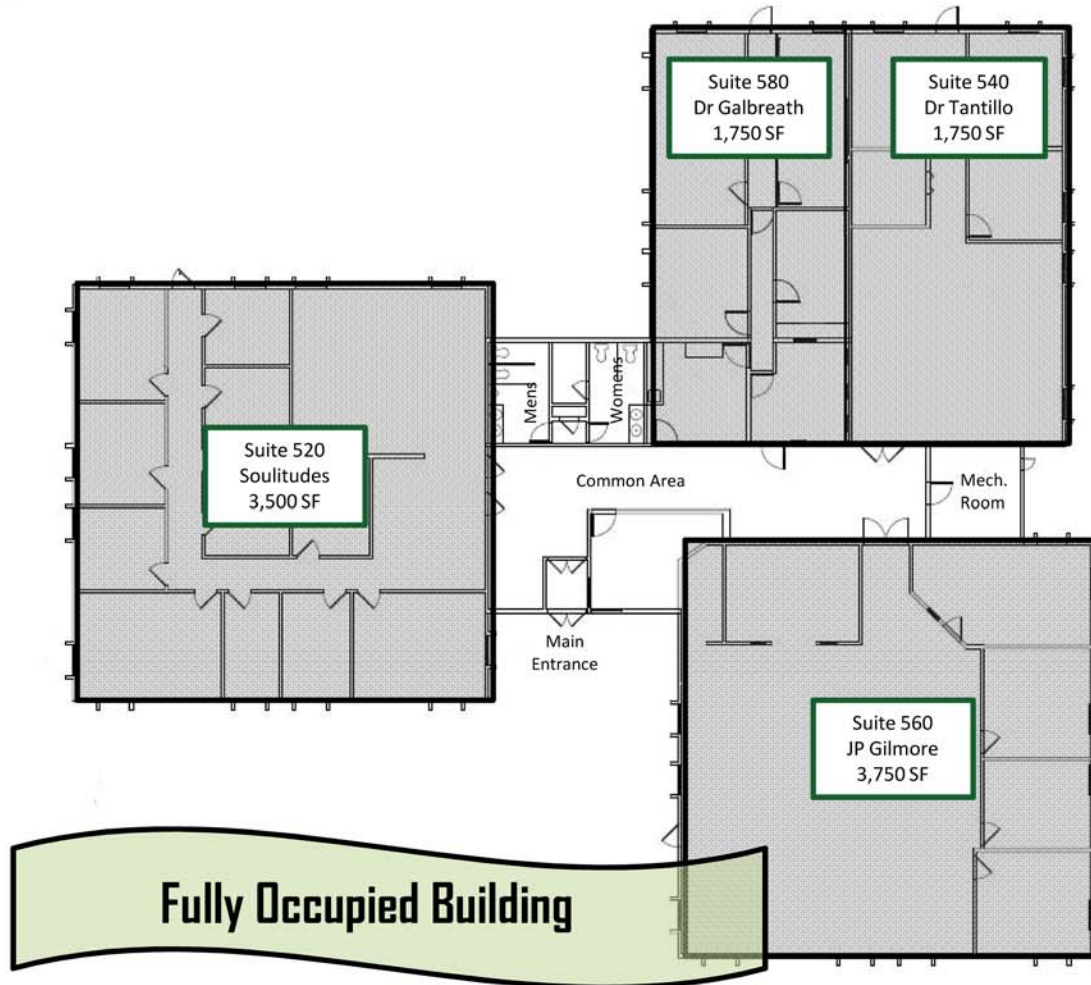 Suite 580
Dr Galbreath
1,750 SF
Suite 540
Dr Tantillo
1,750 SF
Suite 520
Soulitudes
3,500 SF
Mens
Womens
Common Area
Mech.
Room
Main
Entrance
Suite 560
JP Gilmore
3,750 SF
Fully Occupied Building